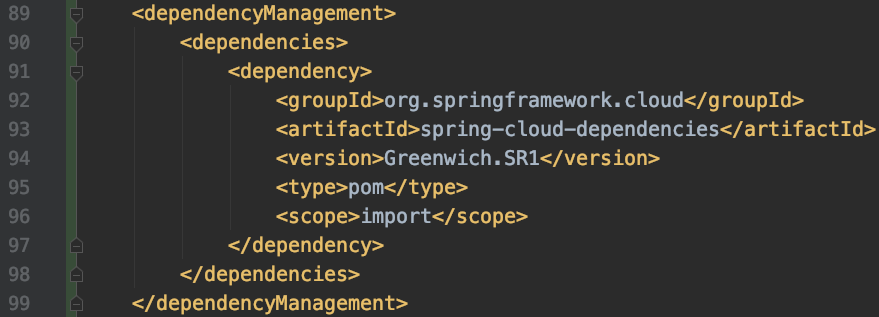 89 <dependencyManagement>
90 <dependencies>
91 <dependency>
92 <groupId>org.springframework.cloud</groupId>
93 <artifactId>spring-cloud-dependencies</artifactId>
94 <version>Greenwich.SR1</version>
95 <type>pom</type>
96 <scope>import</scope>
97 </dependency>
98 </dependencies>
99 </dependencyManagement>